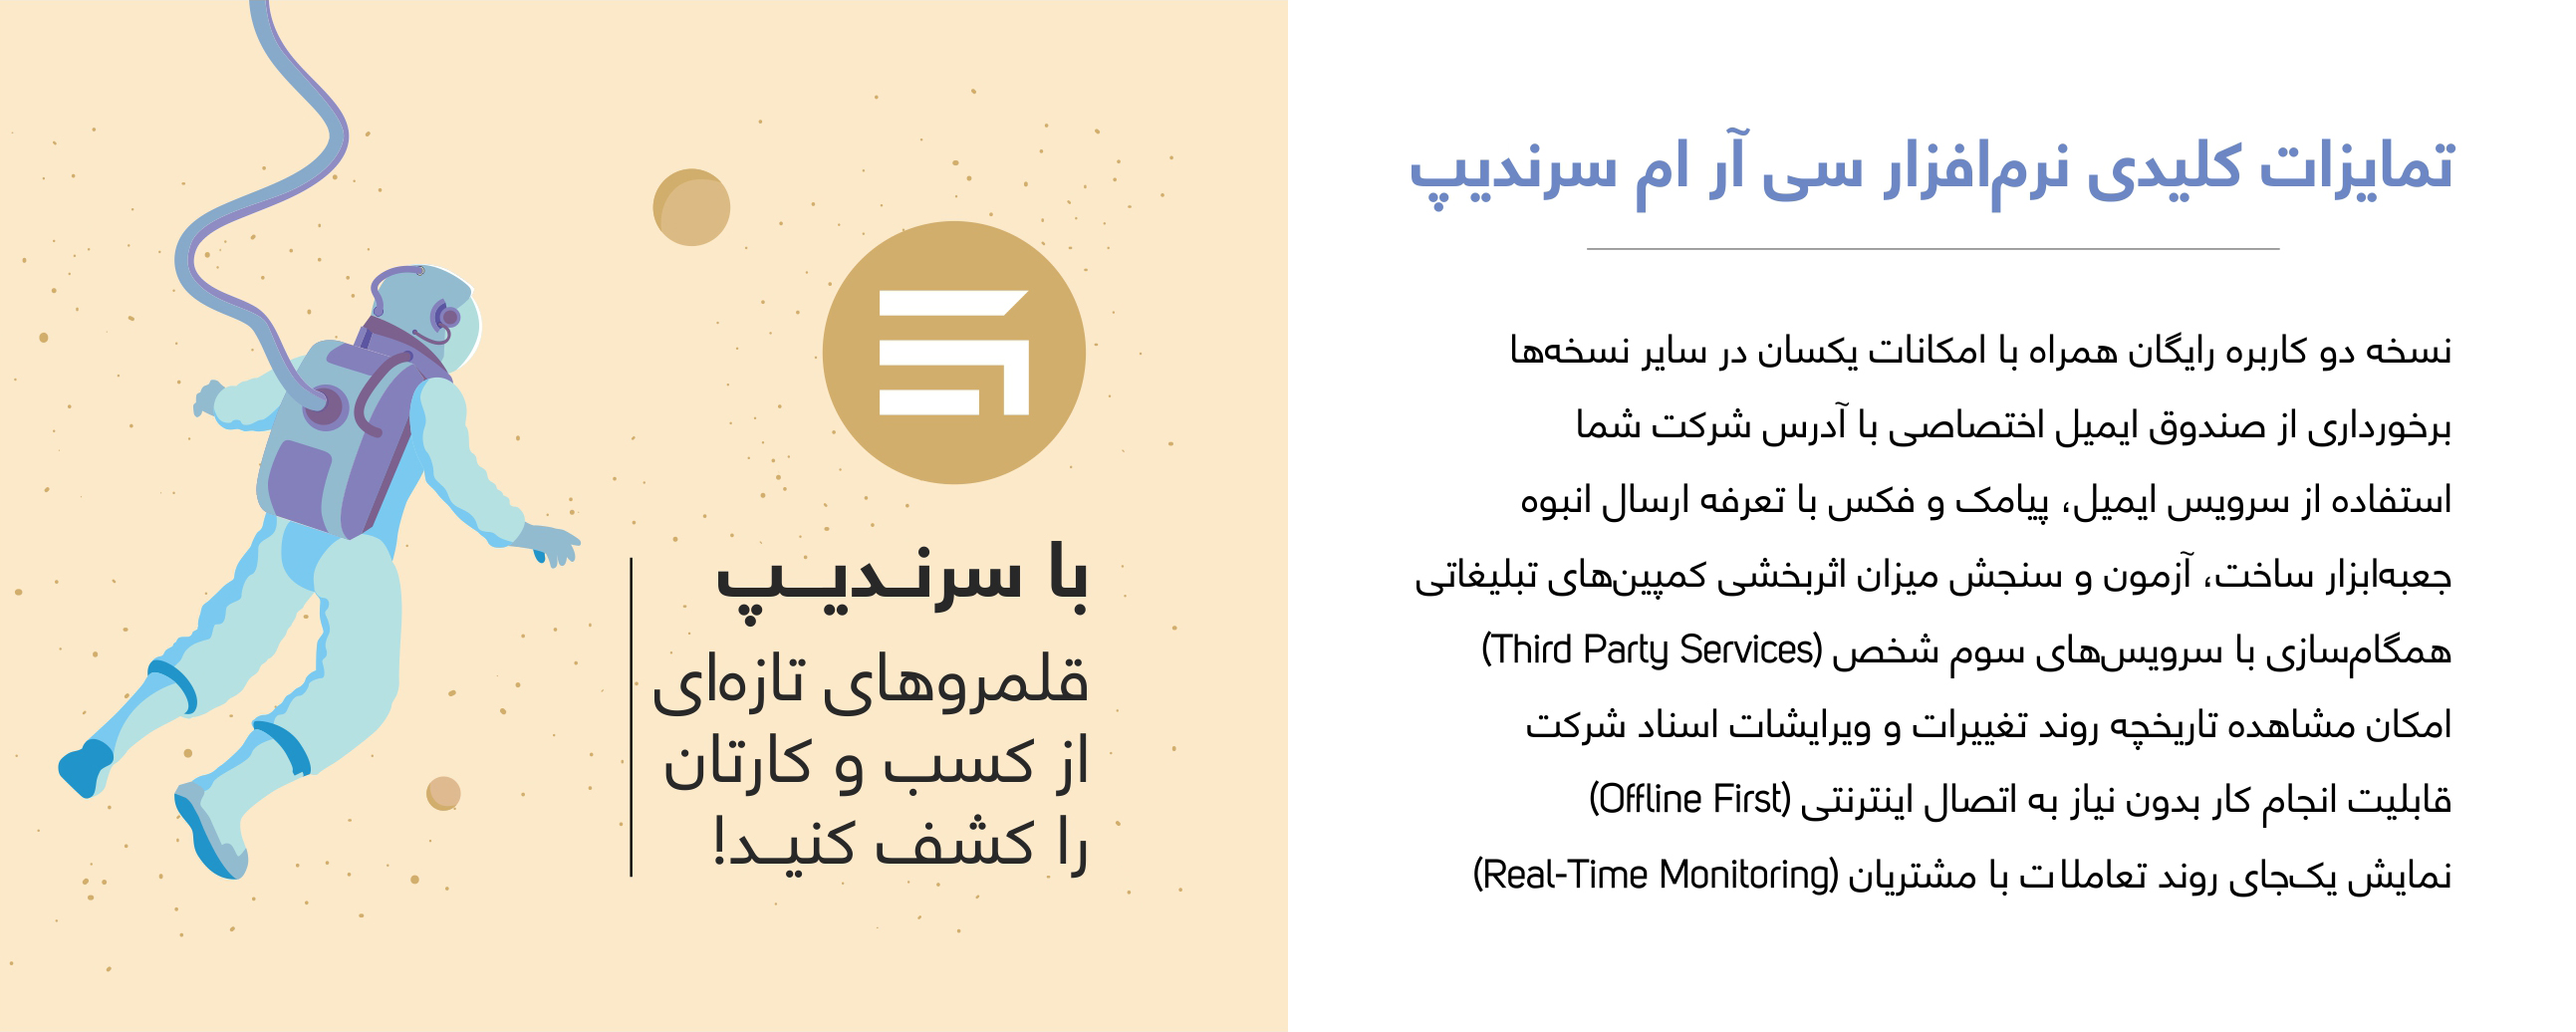 تمایزات کلیدی نرم‌افزار سی آر ام سرندیپ
نسخه دو کاربره رایگان همراه با امکانات یکسان در سایر نسخه‌ها
برخورداری از صندوق ایمیل اختصاصی با آدرس شرکت شما
استفاده از سرویس ایمیل، پیامک و فکس با تعرفه ارسال انبوه
جعبه‌ابزار ساخت، آزمون و سنجش میزان اثربخشی کمپین‌های تبلیغاتی
همگام‌سازی با سرویس‌های سوم شخص (Third Party Services)
امکان مشاهده تاریخچه روند تغییرات و ویرایشات اسناد شرکت
قابلیت انجام کار بدون نیاز به اتصال اینترنتی (Offline First)
نمایش یک‌جای روند تعاملات با مشتریان (Real-Time Monitoring)
با سرنـدیــپ
قلمروهای تازه‌ای
از کسب و کارتان
را کشف کنیـد!